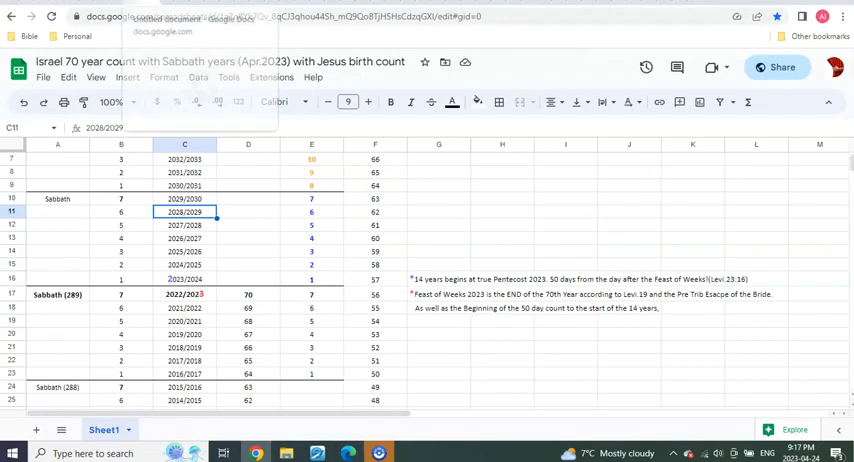 docs.google.com
Untitled document - Google Docs
docs.google.com
Bible Personal Other bookmarks
Israel 70 year count with Sabbath years (Apr.2023) with Jesus birth count
Share
File Edit View Insert Format Data Tools Extensions Help
100% $ % .0 .00 123 Calibri 9 B I S A
C11 fx 2028/2029
A B C D E F G H I J K L M
7 3 2032/2033 10 66
8 2 2031/2032 9 65
9 1 2030/2031 8 64
10 Sabbath 7 2029/2030 7 63
11 6 2028/2029 6 62
12 5 2027/2028 5 61
13 4 2026/2027 4 60
14 3 2025/2026 3 59
15 2 2024/2025 2 58
16 1 2023/2024 1 57 *14 years begins at true Pentecost 2023. 50 days from the day after the Feast of Weeks!(Levi.23:16)
17 Sabbath (289) 7 2022/2023 70 7 56 *Feast of Weeks 2023 is the END of the 70th Year according to Levi.19 and the Pre Trib Esacpe of the Bride.
18 6 2021/2022 69 6 55 As well as the Beginning of the 50 day count to the start of the 14 years,
19 5 2020/2021 68 5 54
20 4 2019/2020 67 4 53
21 3 2018/2019 66 3 52
22 2 2017/2018 65 2 51
23 1 2016/2017 64 1 50
24 Sabbath (288) 7 2015/2016 63 49
25 6 2014/2015 62 48
Sheet1 Explore
Type here to search 7°C Mostly cloudy ENG 9:17 PM
2023-04-24